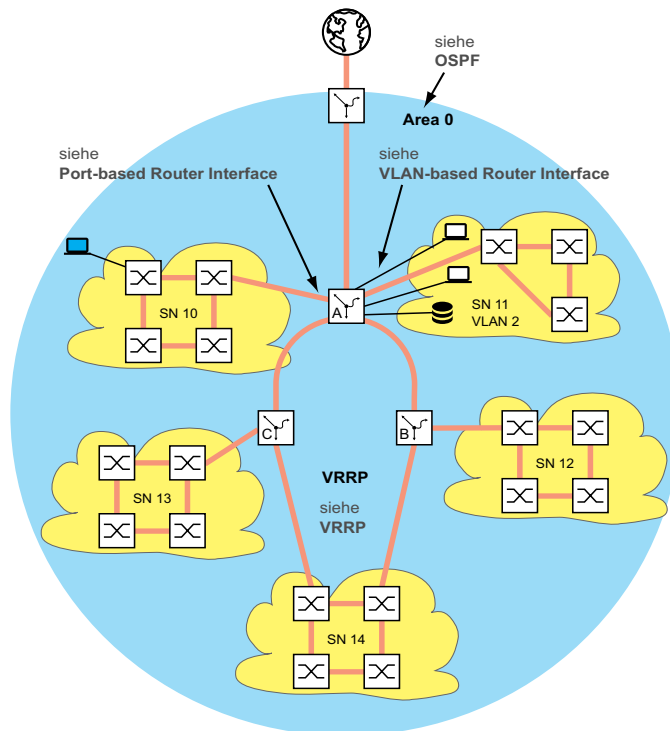 siehe
OSPF
Area 0
siehe
Port-based Router Interface
siehe
VLAN-based Router Interface
SN 10
A
SN 11
VLAN 2
C
B
SN 13
VRRP
siehe
VRRP
SN 12
SN 14